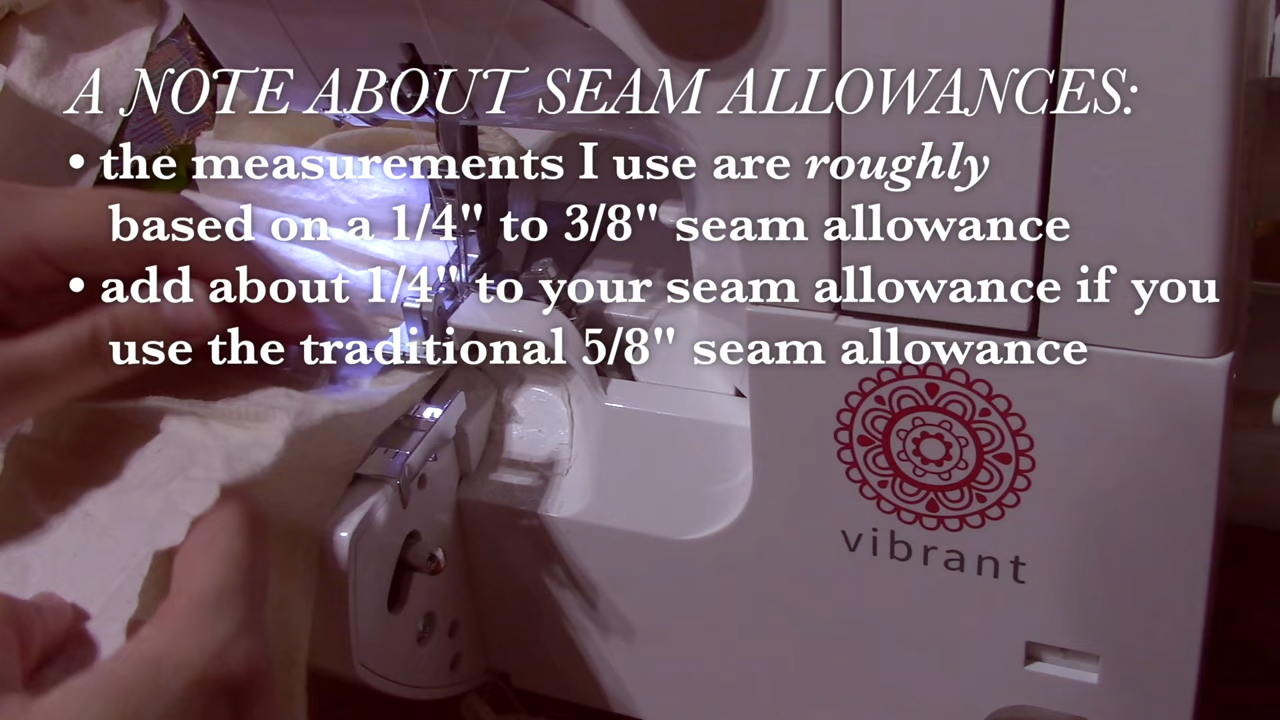 A NOTE ABOUT SEAM ALLOWANCES:
• the measurements I use are roughly
based on a 1/4" to 3/8" seam allowance
• add about 1/4" to your seam allowance if you
use the traditional 5/8" seam allowance
vibrant